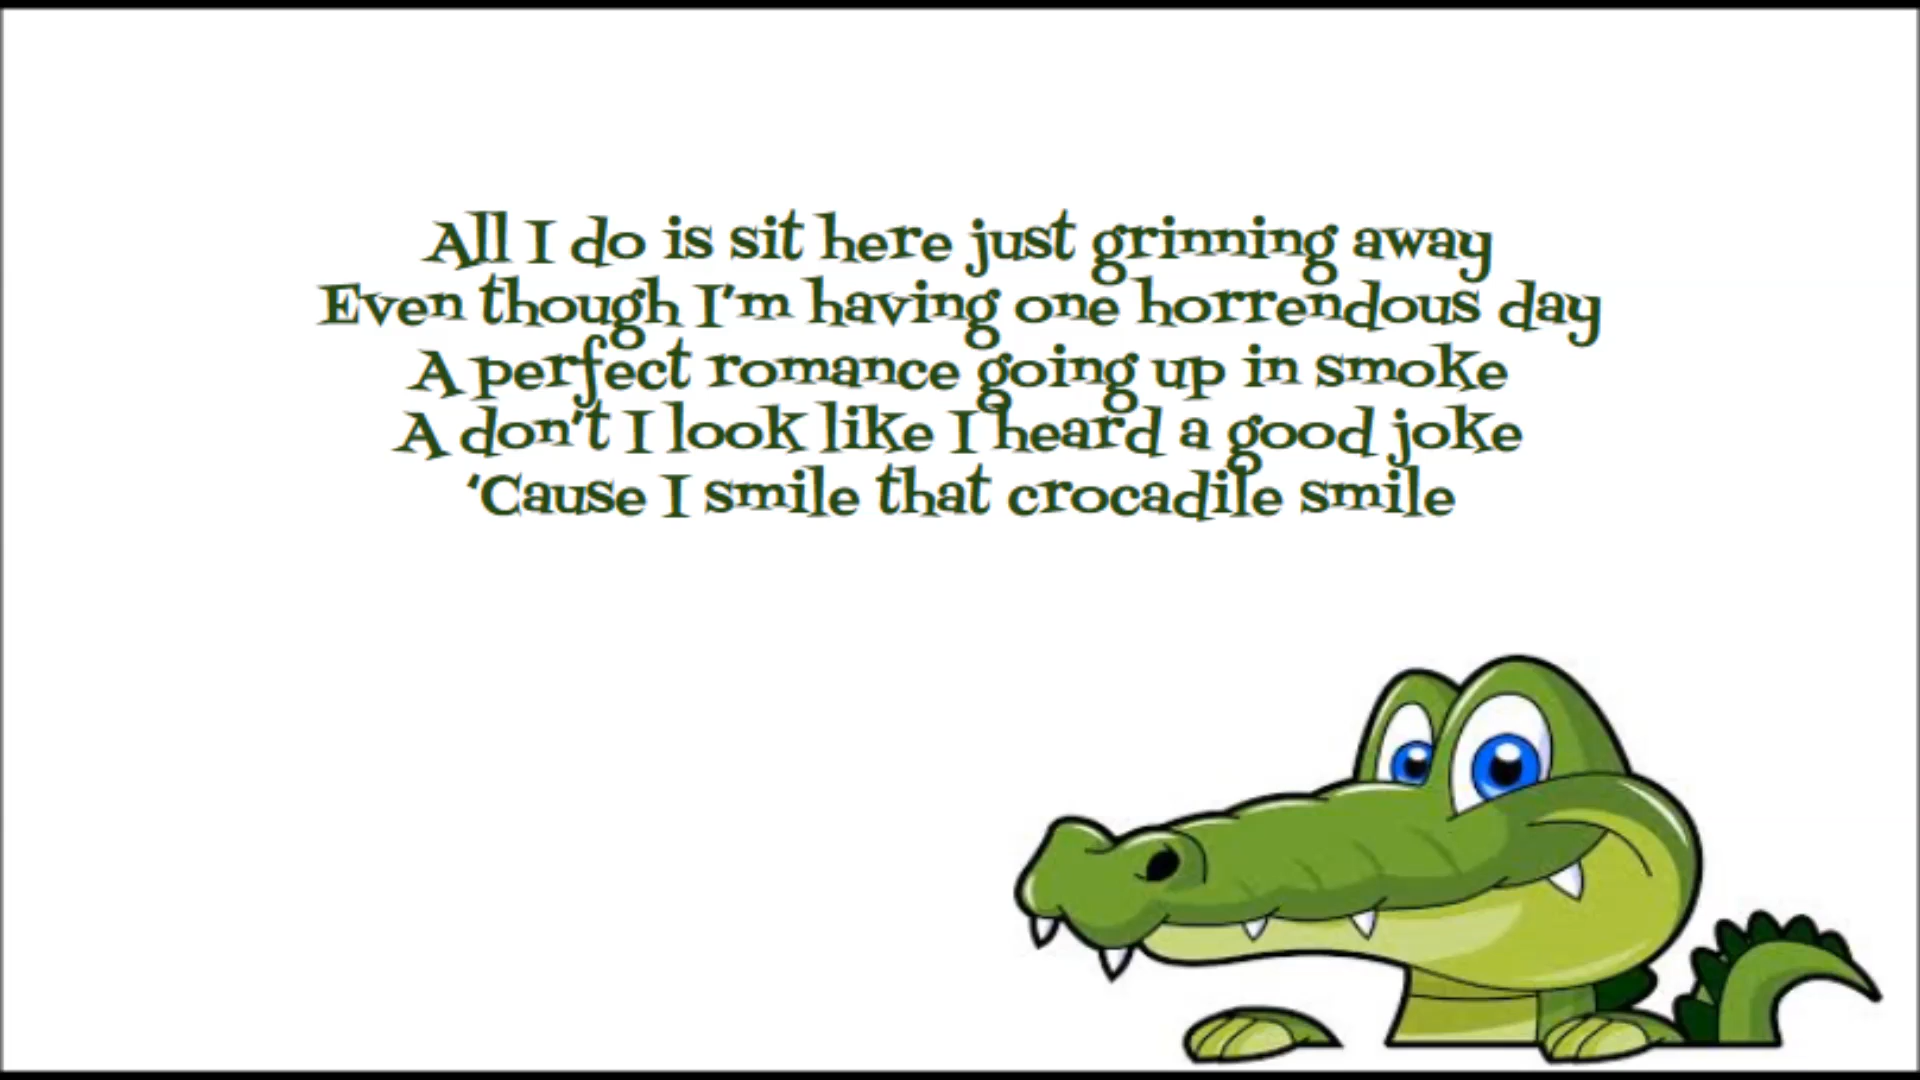 All I do is sit here just grinning away
Even though I'm having one horrendous day
A perfect romance going up in smoke
A don't I look like I heard a good joke
‘Cause I smile that crocadile smile